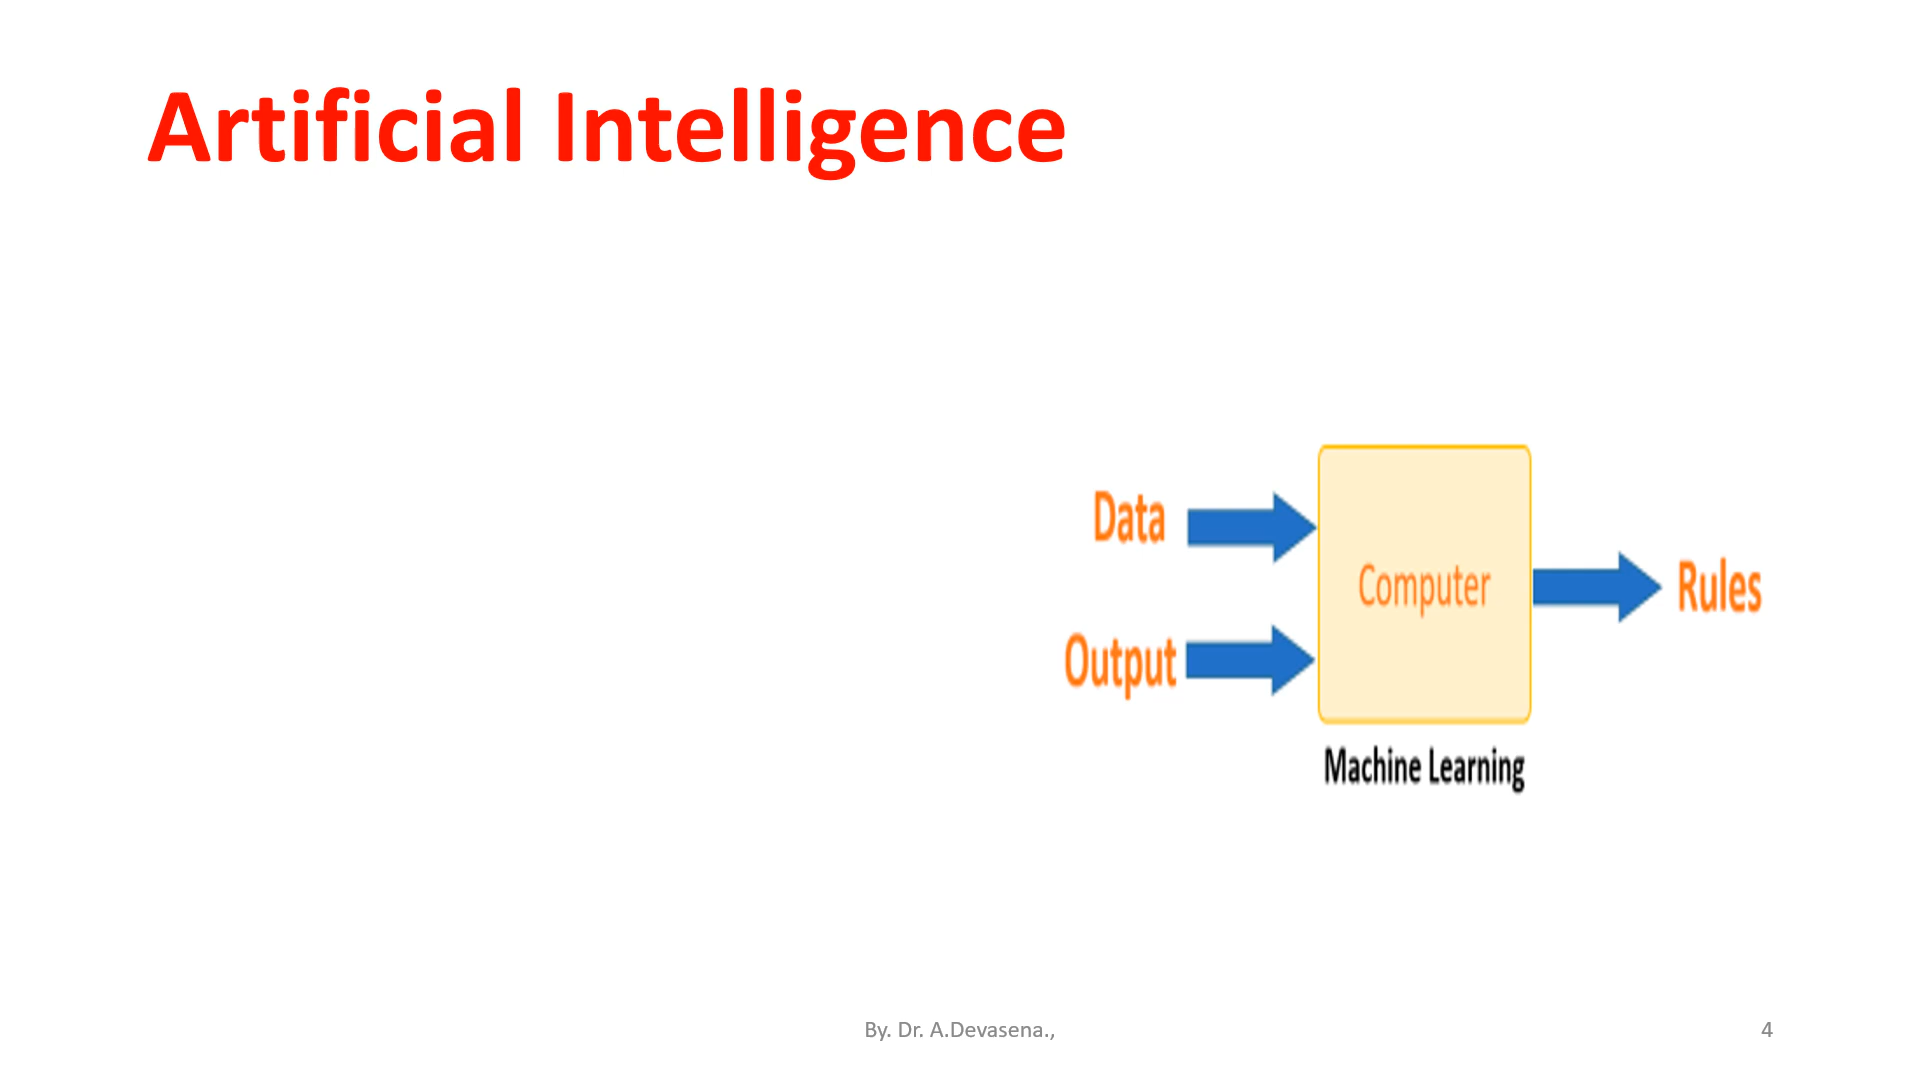 Artificial Intelligence
Data
Computer
Rules
Output
Machine Learning
By. Dr. A.Devasena.,
4